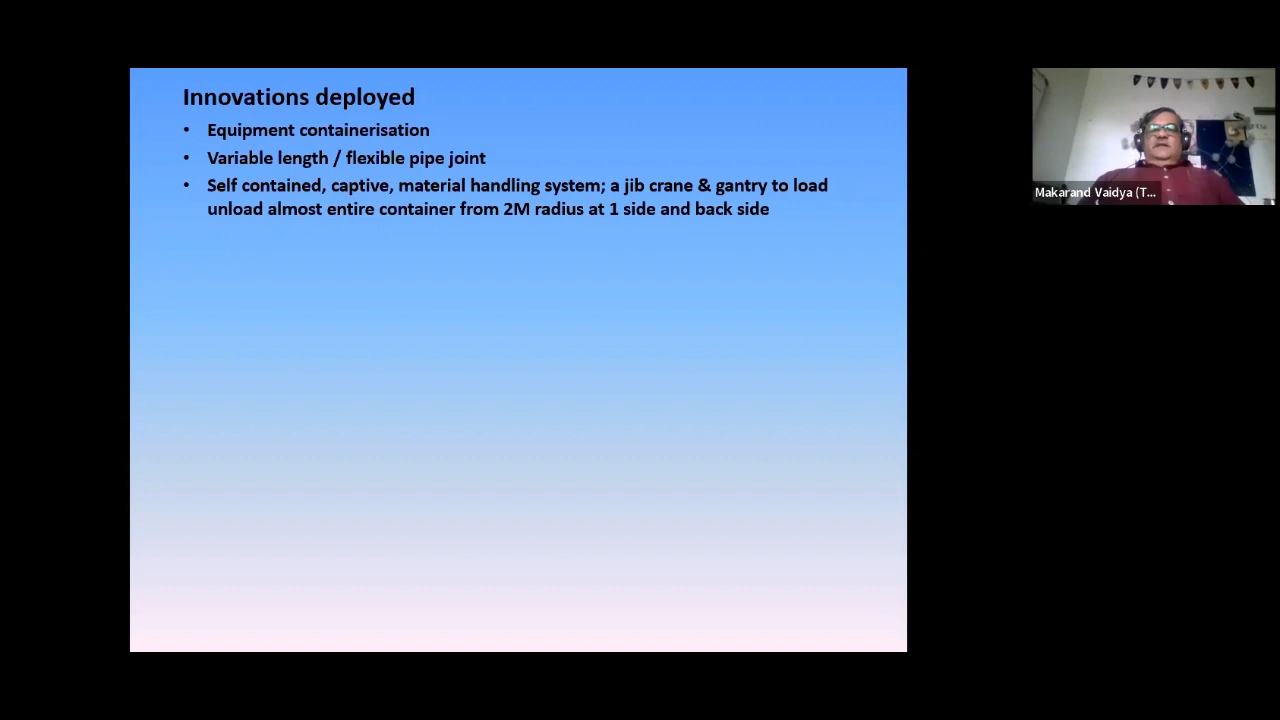 Innovations deployed
• Equipment containerisation
• Variable length / flexible pipe joint
• Self contained, captive, material handling system; a jib crane & gantry to load
unload almost entire container from 2M radius at 1 side and back side
Makarand Vaidya (T...